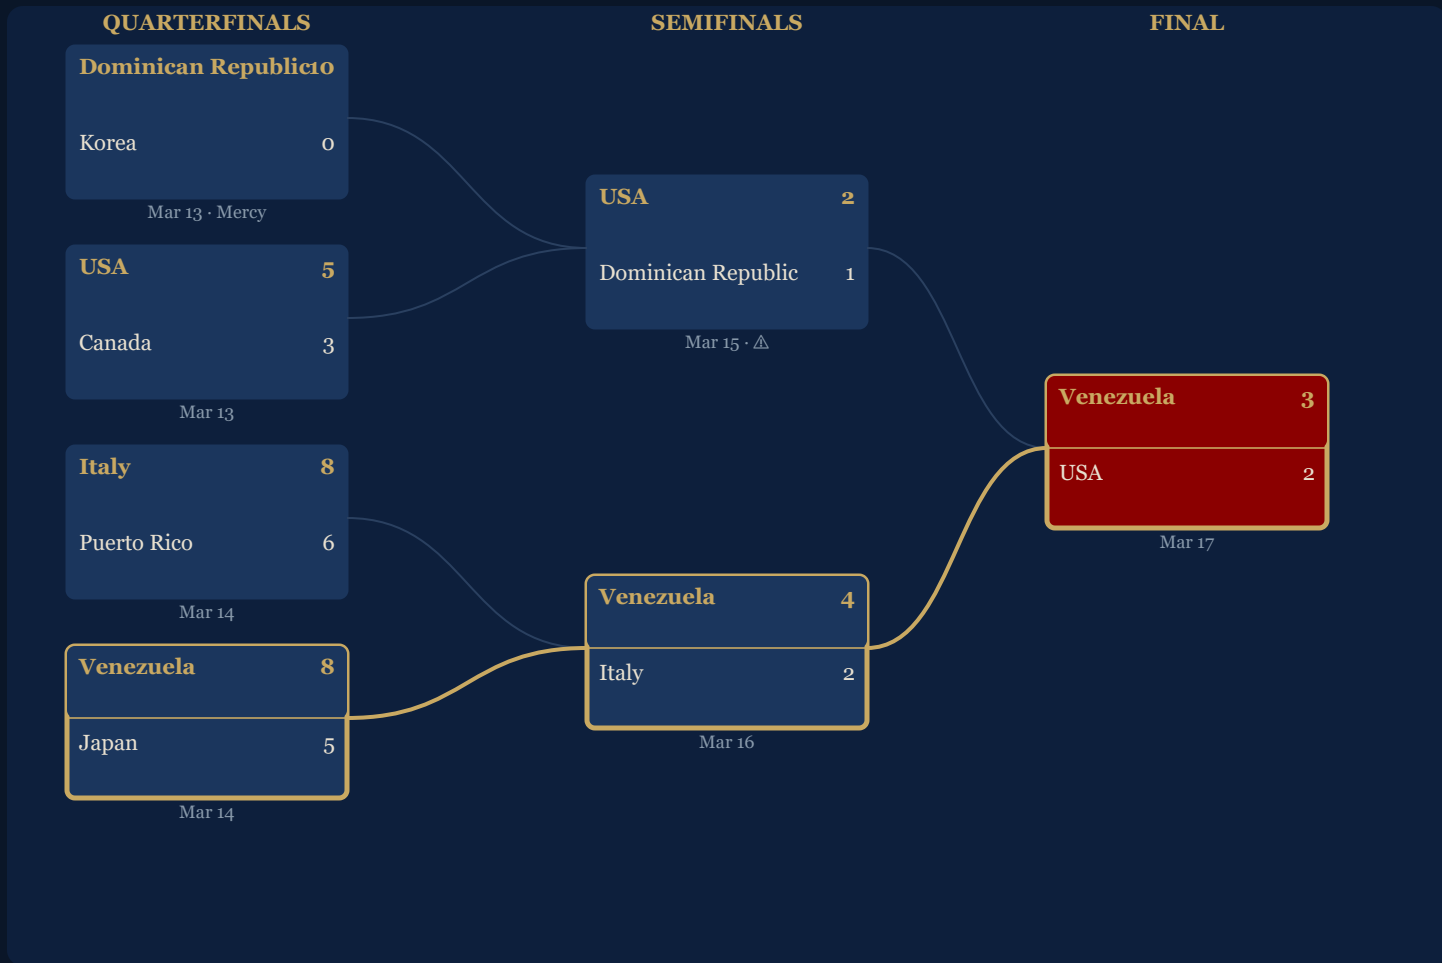 QUARTERFINALS
Dominican Republic10
Korea 0
Mar 13 · Mercy
USA 5
Canada 3
Mar 13
Italy 8
Puerto Rico 6
Mar 14
Venezuela 8
Japan 5
Mar 14
SEMIFINALS
USA 2
Dominican Republic 1
Mar 15 · ⚠
Venezuela 4
Italy 2
Mar 16
FINAL
Venezuela 3
USA 2
Mar 17